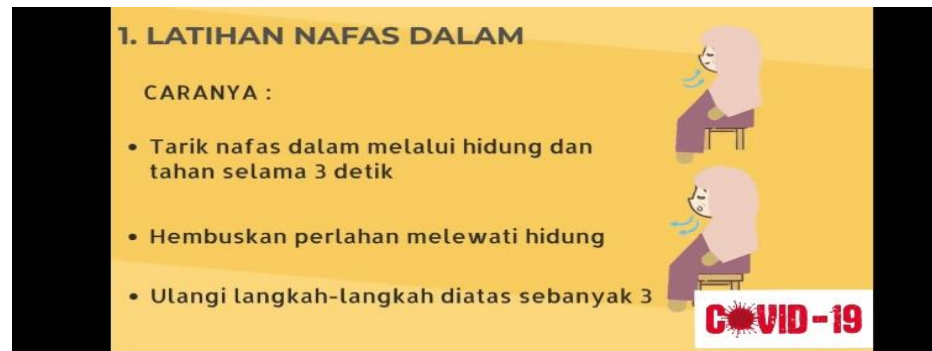 1. LATIHAN NAFAS DALAM
CARANYA :
• Tarik nafas dalam melalui hidung dan
tahan selama 3 detik
• Hembuskan perlahan melewati hidung
• Ulangi langkah-langkah diatas sebanyak 3
COVID-19